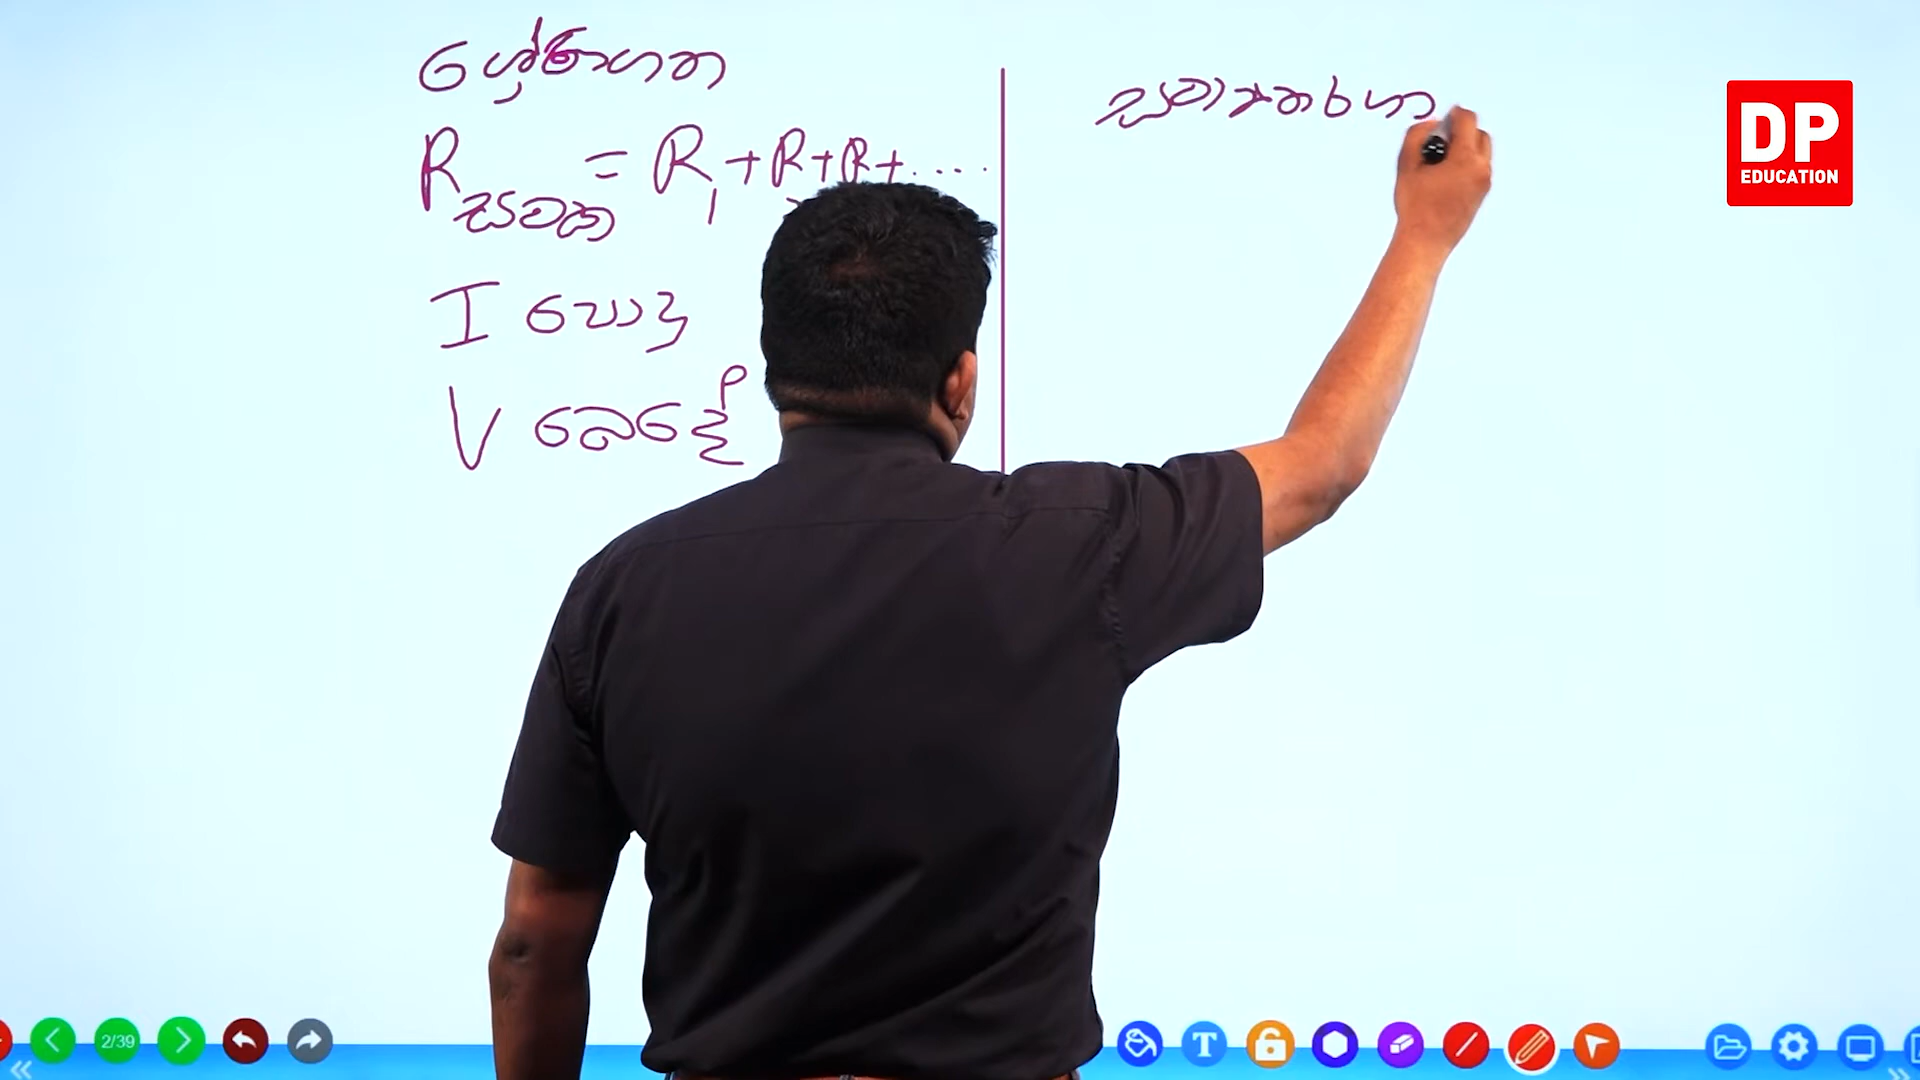 ශ්‍රේණිගත
R සමක = R₁ + R + R + ....
I පොදු
V බෙදේ
සමාන්තරගත
DP
EDUCATION
2/39
T